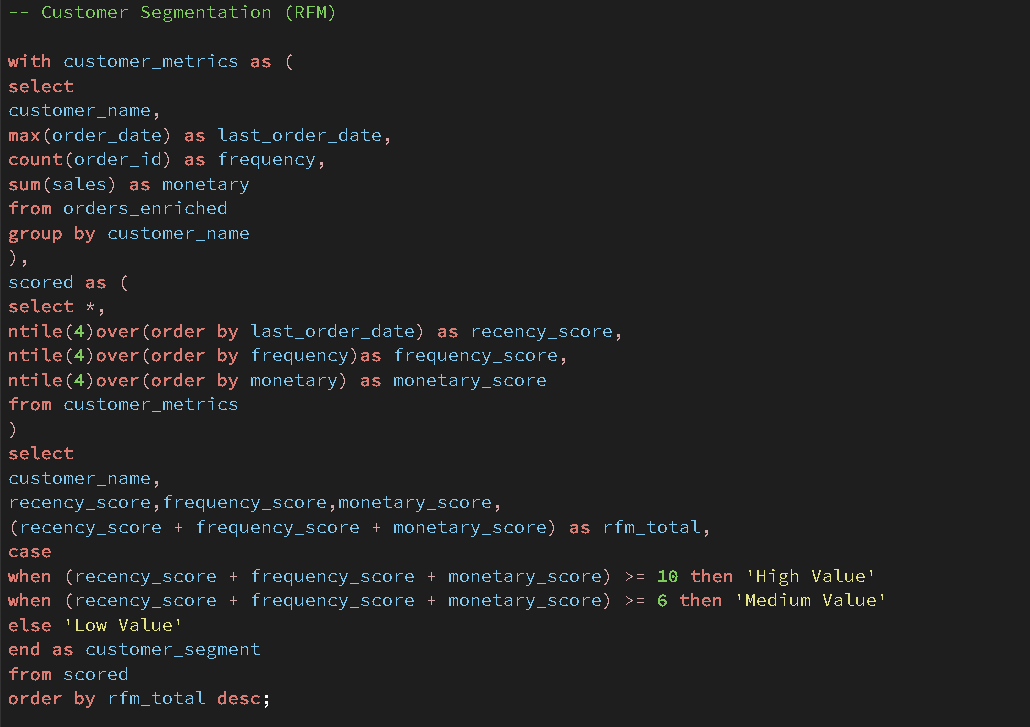 -- Customer Segmentation (RFM)
with customer_metrics as (
select
customer_name,
max(order_date) as last_order_date,
count(order_id) as frequency,
sum(sales) as monetary
from orders_enriched
group by customer_name
),
scored as (
select *,
ntile(4)over(order by last_order_date) as recency_score,
ntile(4)over(order by frequency)as frequency_score,
ntile(4)over(order by monetary) as monetary_score
from customer_metrics
)
select
customer_name,
recency_score,frequency_score,monetary_score,
(recency_score + frequency_score + monetary_score) as rfm_total,
case
when (recency_score + frequency_score + monetary_score) >= 10 then 'High Value'
when (recency_score + frequency_score + monetary_score) >= 6 then 'Medium Value'
else 'Low Value'
end as customer_segment
from scored
order by rfm_total desc;